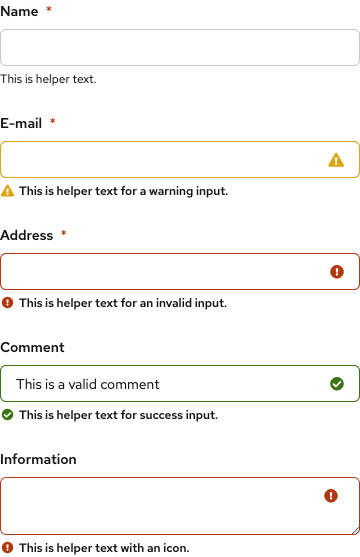 Name *
This is helper text.
E-mail *
This is helper text for a warning input.
Address *
This is helper text for an invalid input.
Comment
This is a valid comment
This is helper text for success input.
Information
This is helper text with an icon.